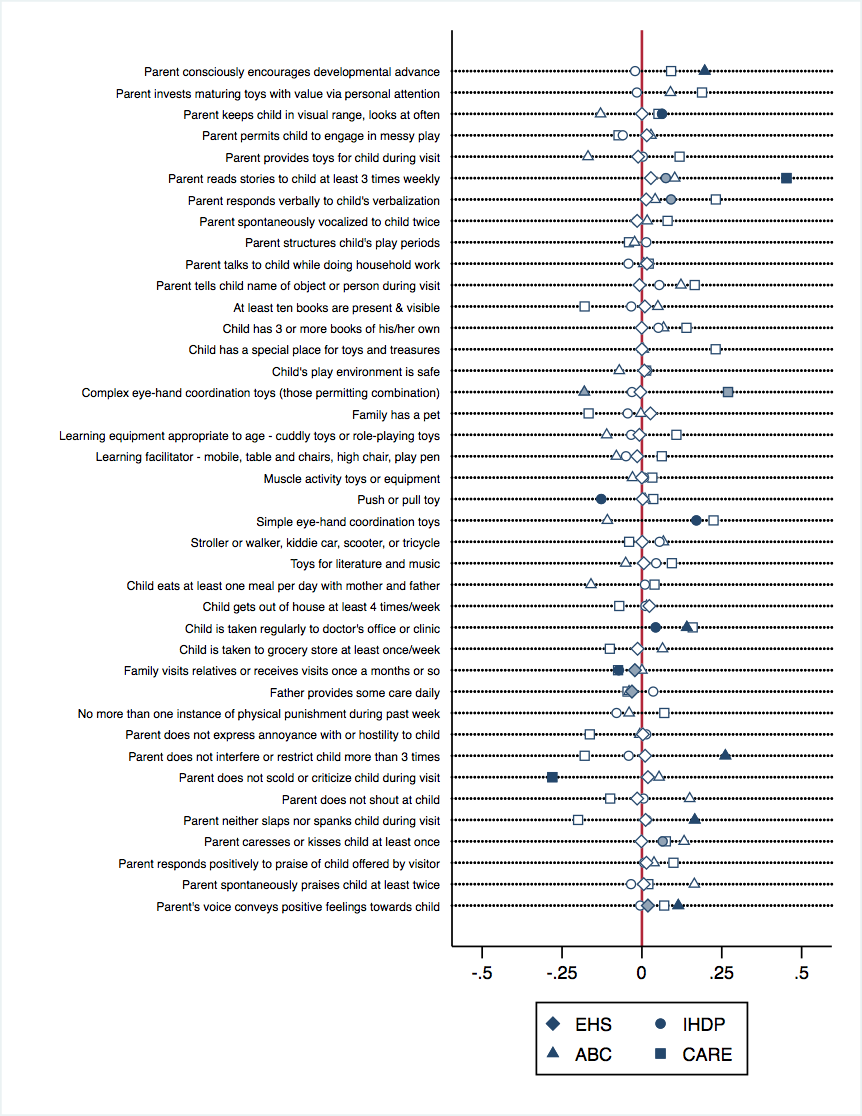 Parent consciously encourages developmental advance
Parent invests maturing toys with value via personal attention
Parent keeps child in visual range, looks at often
Parent permits child to engage in messy play
Parent provides toys for child during visit
Parent reads stories to child at least 3 times weekly
Parent responds verbally to child's verbalization
Parent spontaneously vocalized to child twice
Parent structures child's play periods
Parent talks to child while doing household work
Parent tells child name of object or person during visit
At least ten books are present & visible
Child has 3 or more books of his/her own
Child has a special place for toys and treasures
Child's play environment is safe
Complex eye-hand coordination toys (those permitting combination)
Family has a pet
Learning equipment appropriate to age - cuddly toys or role-playing toys
Learning facilitator - mobile, table and chairs, high chair, play pen
Muscle activity toys or equipment
Push or pull toy
Simple eye-hand coordination toys
Stroller or walker, kiddie car, scooter, or tricycle
Toys for literature and music
Child eats at least one meal per day with mother and father
Child gets out of house at least 4 times/week
Child is taken regularly to doctor's office or clinic
Child is taken to grocery store at least once/week
Family visits relatives or receives visits once a months or so
Father provides some care daily
No more than one instance of physical punishment during past week
Parent does not express annoyance with or hostility to child
Parent does not interfere or restrict child more than 3 times
Parent does not scold or criticize child during visit
Parent does not shout at child
Parent neither slaps nor spanks child during visit
Parent caresses or kisses child at least once
Parent responds positively to praise of child offered by visitor
Parent spontaneously praises child at least twice
Parent's voice conveys positive feelings towards child
-.5 -.25 0 .25 .5
EHS IHDP
ABC CARE